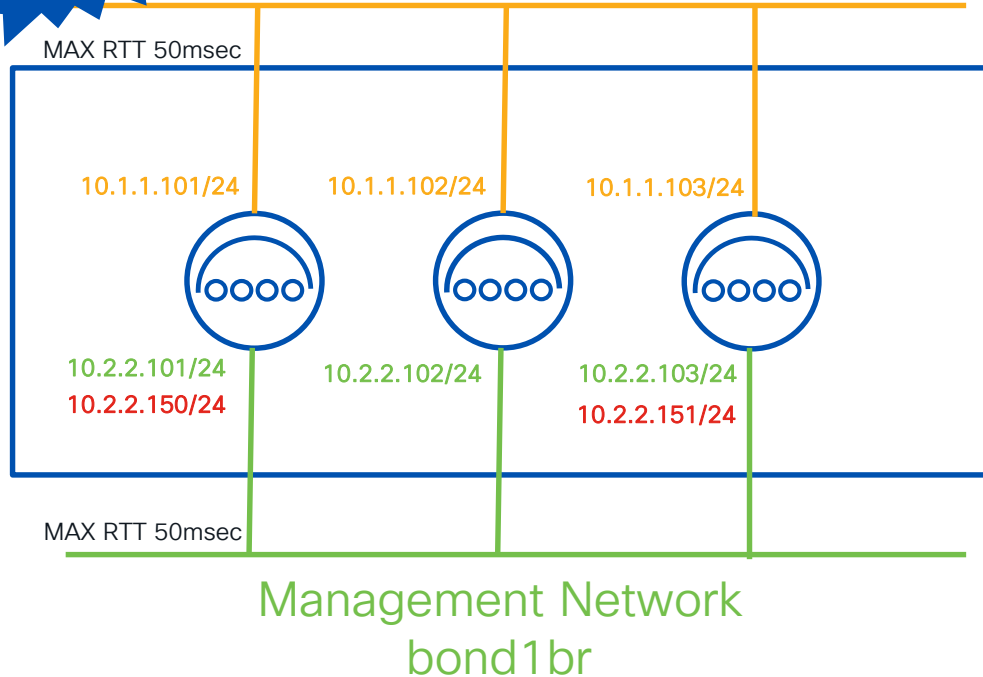 MAX RTT 50msec
10.1.1.101/24
10.1.1.102/24
10.1.1.103/24
10.2.2.101/24
10.2.2.102/24
10.2.2.103/24
10.2.2.150/24
10.2.2.151/24
MAX RTT 50msec
Management Network
bond1br